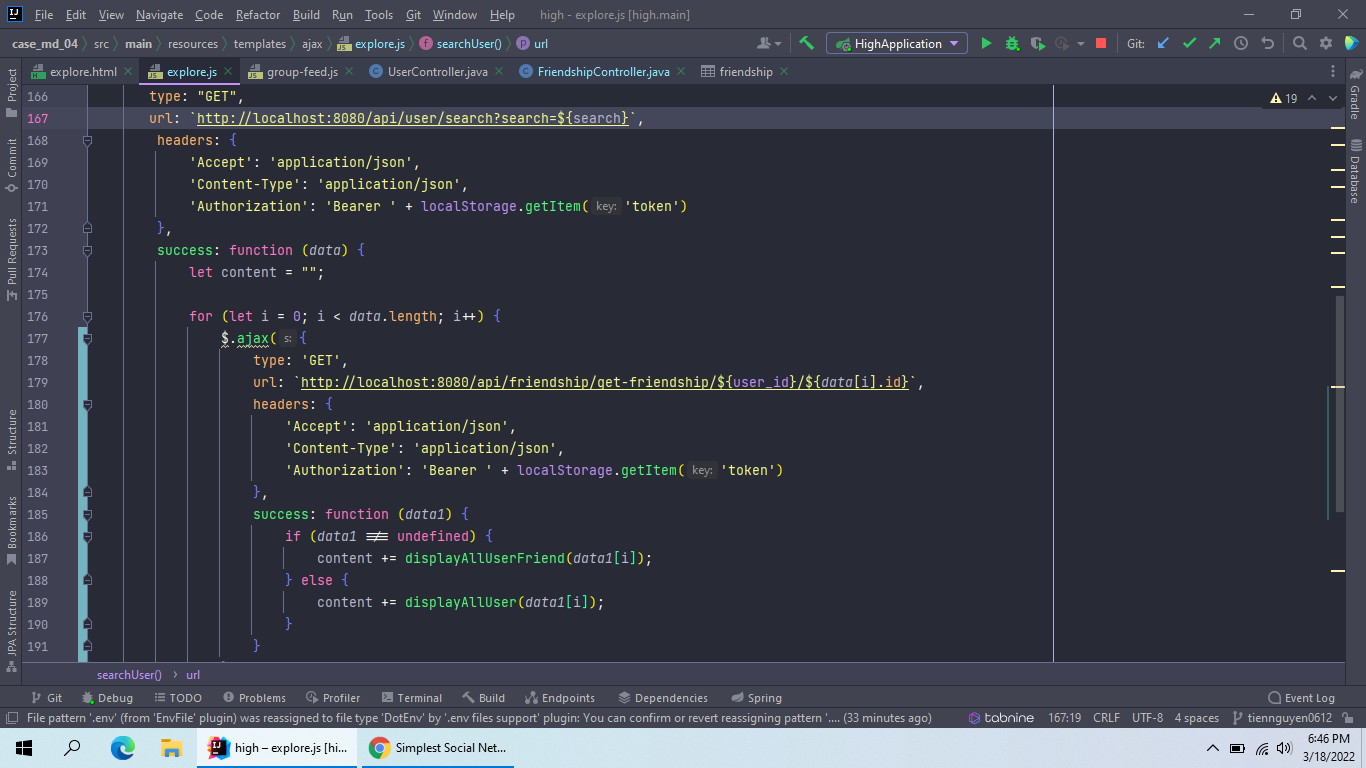 File Edit View Navigate Code Refactor Build Run Tools Git Window Help high - explore.js [high.main]
case_md_04 src main resources templates ajax explore.js searchUser() url HighApplication Git:
explore.html explore.js group-feed.js UserController.java FriendshipController.java friendship
Project
Commit
Pull Requests
Structure
Bookmarks
JPA Structure
Gradle
Database
19
166 type: "GET",
167 url: `http://localhost:8080/api/user/search?search=${search}`,
168 headers: {
169 'Accept': 'application/json',
170 'Content-Type': 'application/json',
171 'Authorization': 'Bearer ' + localStorage.getItem( key: 'token')
172 },
173 success: function (data) {
174 let content = "";
175
176 for (let i = 0; i < data.length; i++) {
177 $.ajax( s: {
178 type: 'GET',
179 url: `http://localhost:8080/api/friendship/get-friendship/${user_id}/${data[i].id}`,
180 headers: {
181 'Accept': 'application/json',
182 'Content-Type': 'application/json',
183 'Authorization': 'Bearer ' + localStorage.getItem( key: 'token')
184 },
185 success: function (data1) {
186 if (data1 !== undefined) {
187 content += displayAllUserFriend(data1[i]);
188 } else {
189 content += displayAllUser(data1[i]);
190 }
191 }
searchUser() url
Git Debug TODO Problems Profiler Terminal Build Endpoints Dependencies Spring Event Log
File pattern '.env' (from 'EnvFile' plugin) was reassigned to file type 'DotEnv' by '.env files support' plugin: You can confirm or revert reassigning pattern '.... (33 minutes ago) tabnine 167:19 CRLF UTF-8 4 spaces tiennguyen0612
high – explore.js [hi... Simplest Social Net... 6:46 PM
3/18/2022